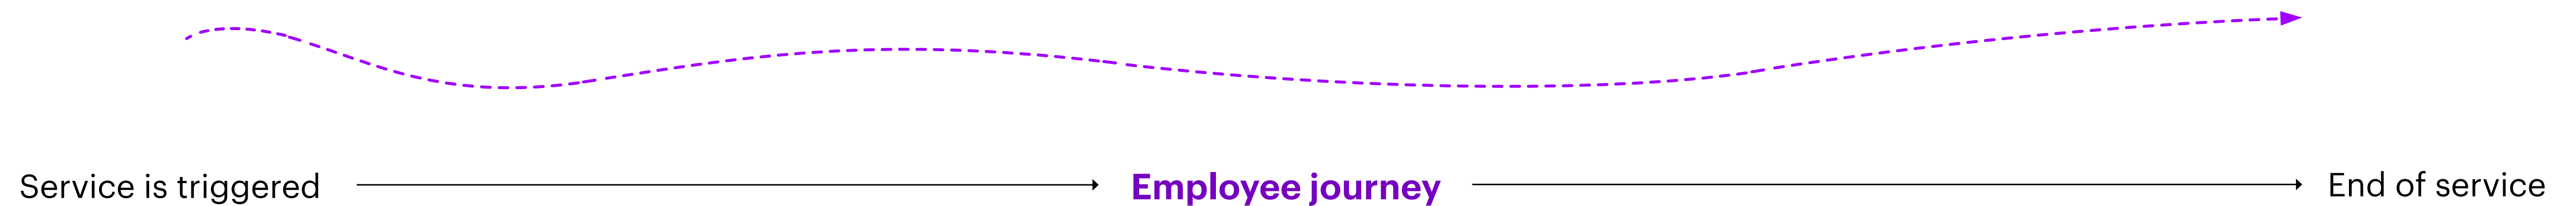 Service is triggered
Employee journey
End of service